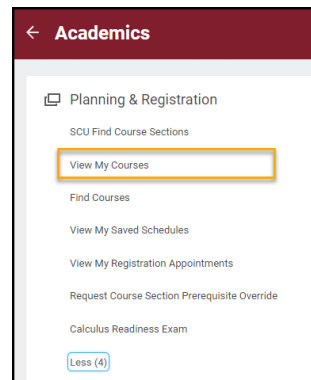 Academics
Planning & Registration
SCU Find Course Sections
View My Courses
Find Courses
View My Saved Schedules
View My Registration Appointments
Request Course Section Prerequisite Override
Calculus Readiness Exam
Less (4)